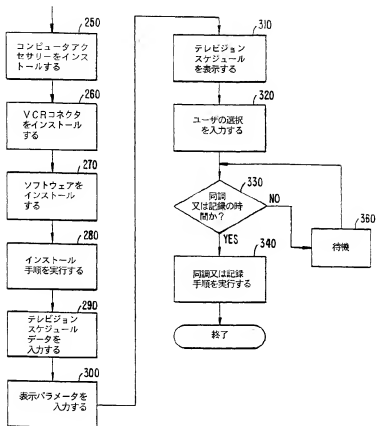 250
コンピュータアク
セサリーをインス
トールする
260
VCRコネクタ
をインストール
する
270
ソフトウェアを
インストール
する
280
インストール
手順を実行する
290
テレビジョン
スケジュール
データを
入力する
300
表示パラメータを
入力する
310
テレビジョン
スケジュール
を表示する
320
ユーザの選択
を入力する
330
同調
又は記録の時
間か?
NO
YES
360
待機
340
同調又は記録
手順を実行する
終了